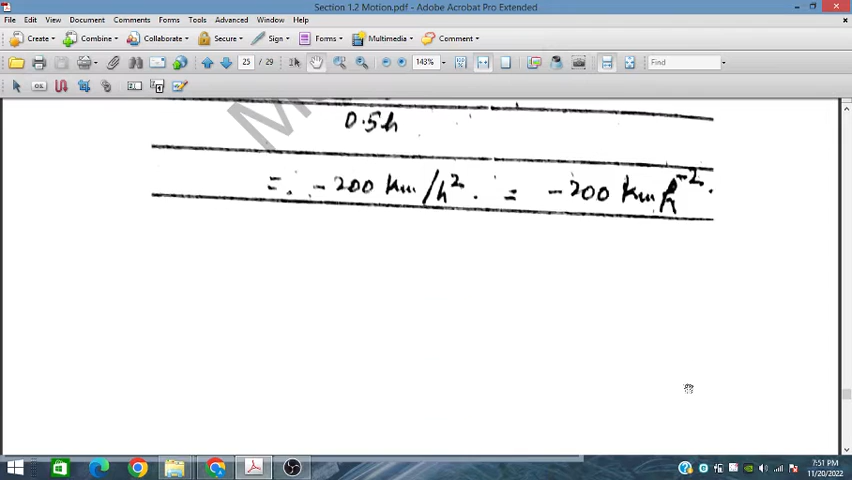 Section 1.2 Motion.pdf - Adobe Acrobat Pro Extended
File Edit View Document Comments Forms Tools Advanced Window Help
Create Combine Collaborate Secure Sign Forms Multimedia Comment
25 / 29 143% Find
0.5h
= -200 km/h². = -200 km h⁻².
7:51 PM
11/20/2022